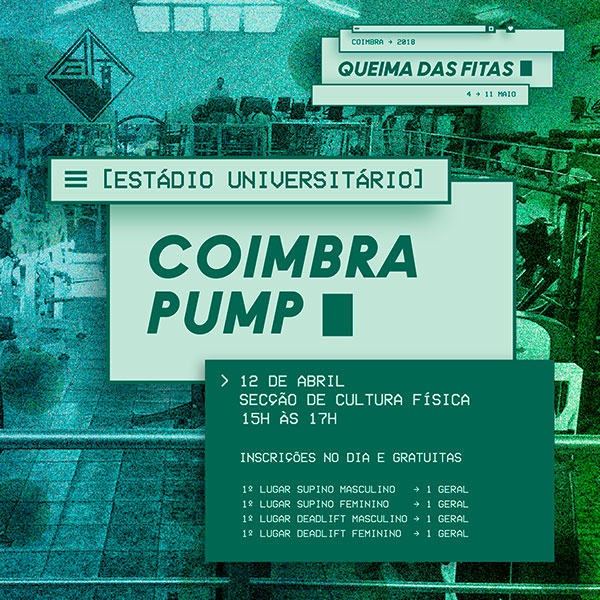 COIMBRA → 2018
QUEIMA DAS FITAS
4 → 11 MAIO
[ESTÁDIO UNIVERSITÁRIO]
COIMBRA
PUMP
> 12 DE ABRIL
SECÇÃO DE CULTURA FÍSICA
15H ÀS 17H
INSCRIÇÕES NO DIA E GRATUITAS
1º LUGAR SUPINO MASCULINO → 1 GERAL
1º LUGAR SUPINO FEMININO → 1 GERAL
1º LUGAR DEADLIFT MASCULINO → 1 GERAL
1º LUGAR DEADLIFT FEMININO → 1 GERAL